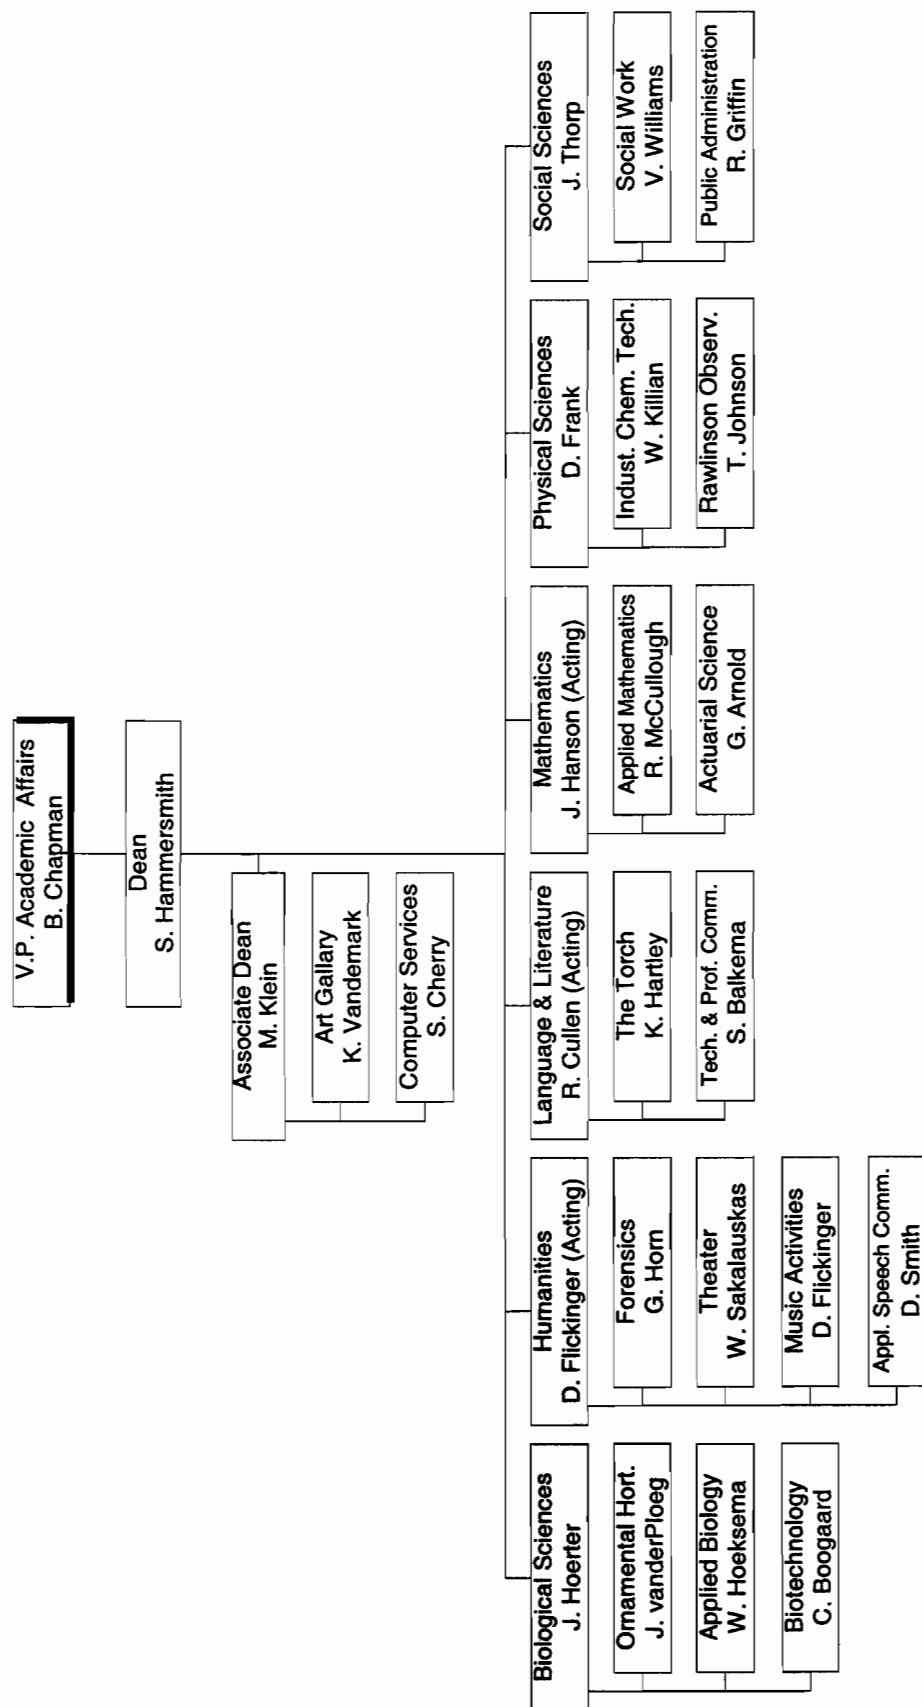 V.P. Academic Affairs
B. Chapman
Dean
S. Hammersmith
Associate Dean
M. Klein
Art Gallary
K. Vandemark
Computer Services
S. Cherry
Biological Sciences
J. Hoerter
Ornamental Hort.
J. vanderPloeg
Applied Biology
W. Hoeksema
Biotechnology
C. Boogaard
Humanities
D. Flickinger (Acting)
Forensics
G. Horn
Theater
W. Sakalauskas
Music Activities
D. Flickinger
Appl. Speech Comm.
D. Smith
Language & Literature
R. Cullen (Acting)
The Torch
K. Hartley
Tech. & Prof. Comm.
S. Balkema
Mathematics
J. Hanson (Acting)
Applied Mathematics
R. McCullough
Actuarial Science
G. Arnold
Physical Sciences
D. Frank
Indust. Chem. Tech.
W. Killian
Rawlinson Observ.
T. Johnson
Social Sciences
J. Thorp
Social Work
V. Williams
Public Administration
R. Griffin